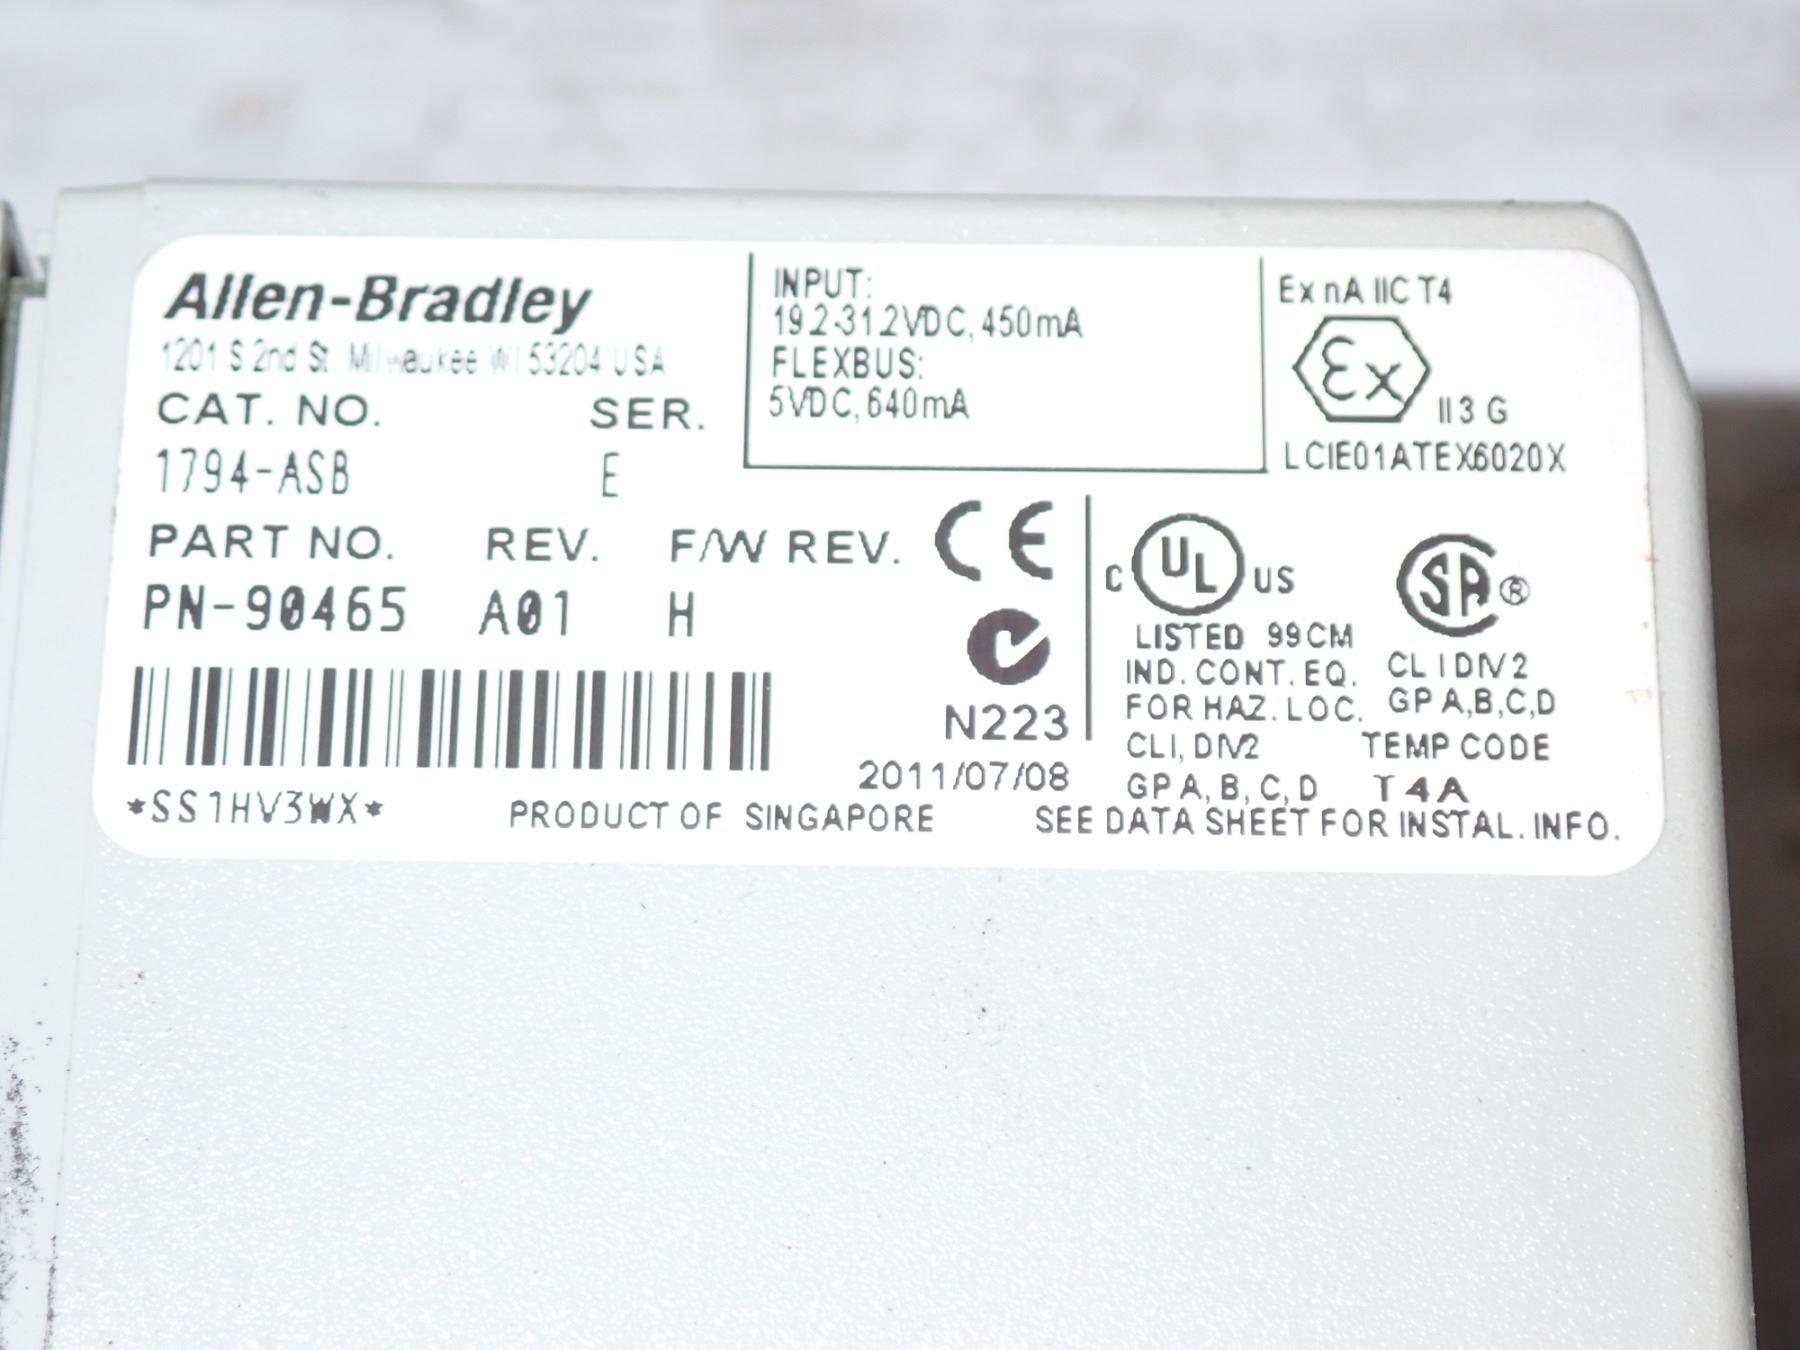 Allen-Bradley
1201 S 2nd St. Milwaukee WI 53204 USA
CAT. NO. SER.
1794-ASB E
PART NO. REV. F/W REV.
PN-90465 A01 H
*SS1HV3WX*
INPUT:
19.2-31.2VDC, 450mA
FLEXBUS:
5VDC, 640mA
Ex nA IIC T4
Ex
II 3 G
LCIE01ATEX6020X
CE
N223
2011/07/08
PRODUCT OF SINGAPORE
C UL US
LISTED 99CM
IND. CONT. EQ.
FOR HAZ. LOC.
CL I, DIV2
GP A, B, C, D
SA ®
CL I DIV 2
GP A,B,C,D
TEMP CODE
T4A
SEE DATA SHEET FOR INSTAL. INFO.